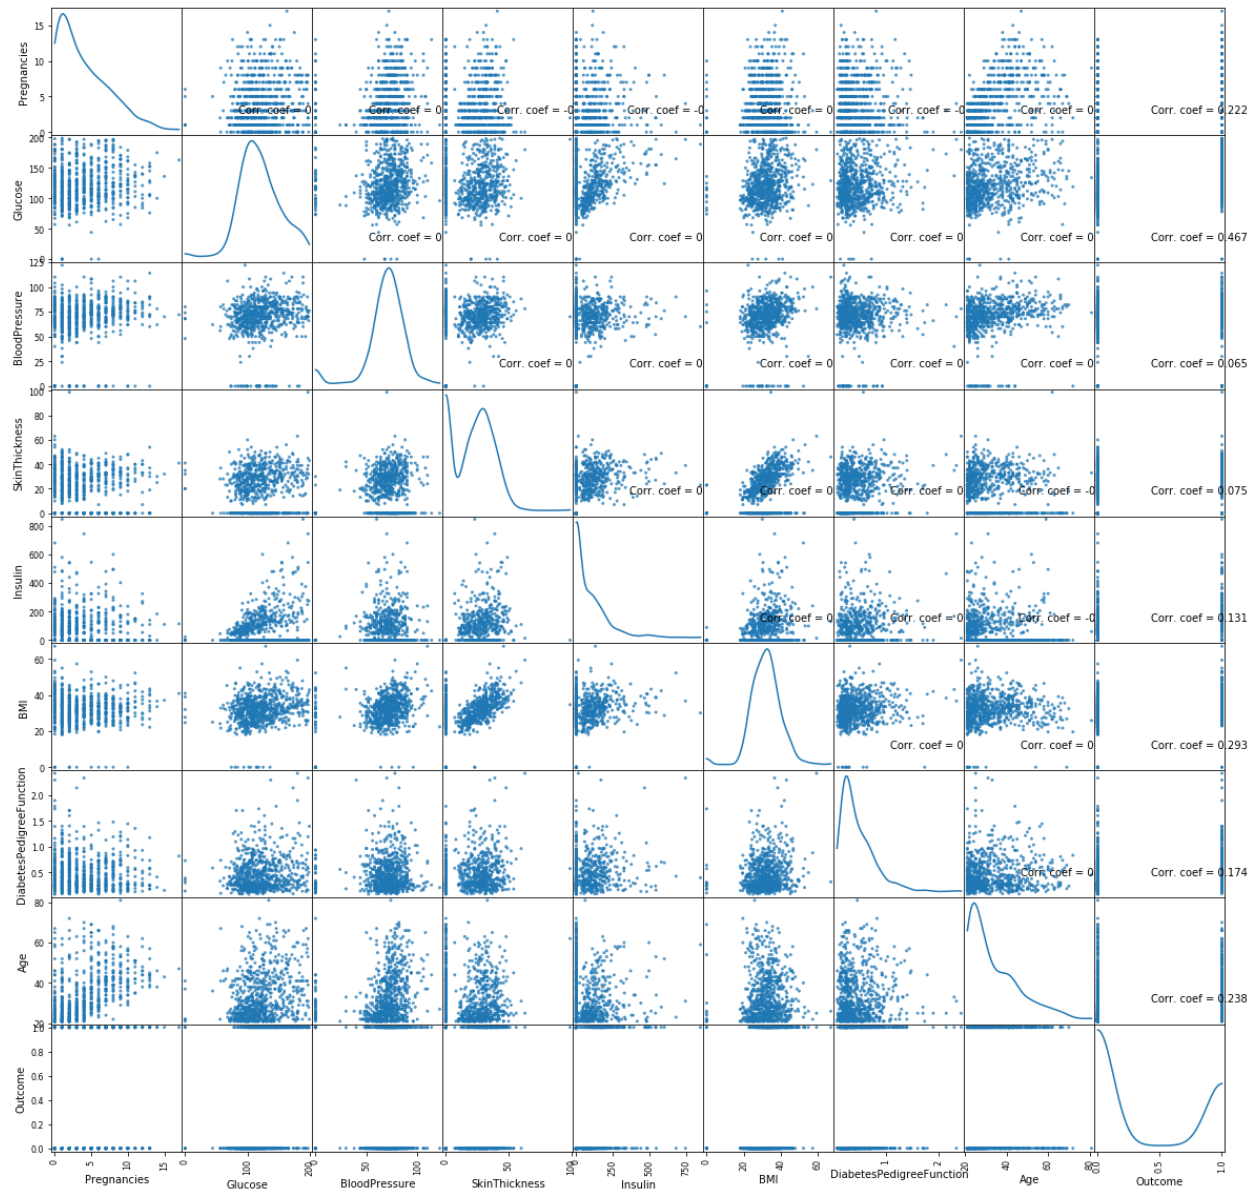 Pregnancies
15
10
5
0
Corr. coef = 0
Corr. coef = 0
Corr. coef = -0
Corr. coef = -0
Corr. coef = 0
Corr. coef = -0
Corr. coef = 0
Corr. coef = 0.222
Glucose
200
150
100
50
0
Corr. coef = 0
Corr. coef = 0
Corr. coef = 0
Corr. coef = 0
Corr. coef = 0
Corr. coef = 0
Corr. coef = 0.467
BloodPressure
125
100
75
50
25
0
Corr. coef = 0
Corr. coef = 0
Corr. coef = 0
Corr. coef = 0
Corr. coef = 0
Corr. coef = 0.065
SkinThickness
100
80
60
40
20
0
Corr. coef = 0
Corr. coef = 0
Corr. coef = 0
Corr. coef = -0
Corr. coef = 0.075
Insulin
800
600
400
200
0
Corr. coef = 0
Corr. coef = 0
Corr. coef = -0
Corr. coef = 0.131
BMI
60
40
20
0
Corr. coef = 0
Corr. coef = 0
Corr. coef = 0.293
DiabetesPedigreeFunction
2.0
1.5
1.0
0.5
Corr. coef = 0
Corr. coef = 0.174
Age
80
60
40
20
Corr. coef = 0.238
Outcome
1.0
0.8
0.6
0.4
0.2
0.0
5
10
15
Pregnancies
100
200
Glucose
0
50
100
BloodPressure
0
50
100
SkinThickness
0
250
500
750
Insulin
0
20
40
60
BMI
1
2
DiabetesPedigreeFunction
20
40
60
80
Age
0.0
0.5
1.0
Outcome